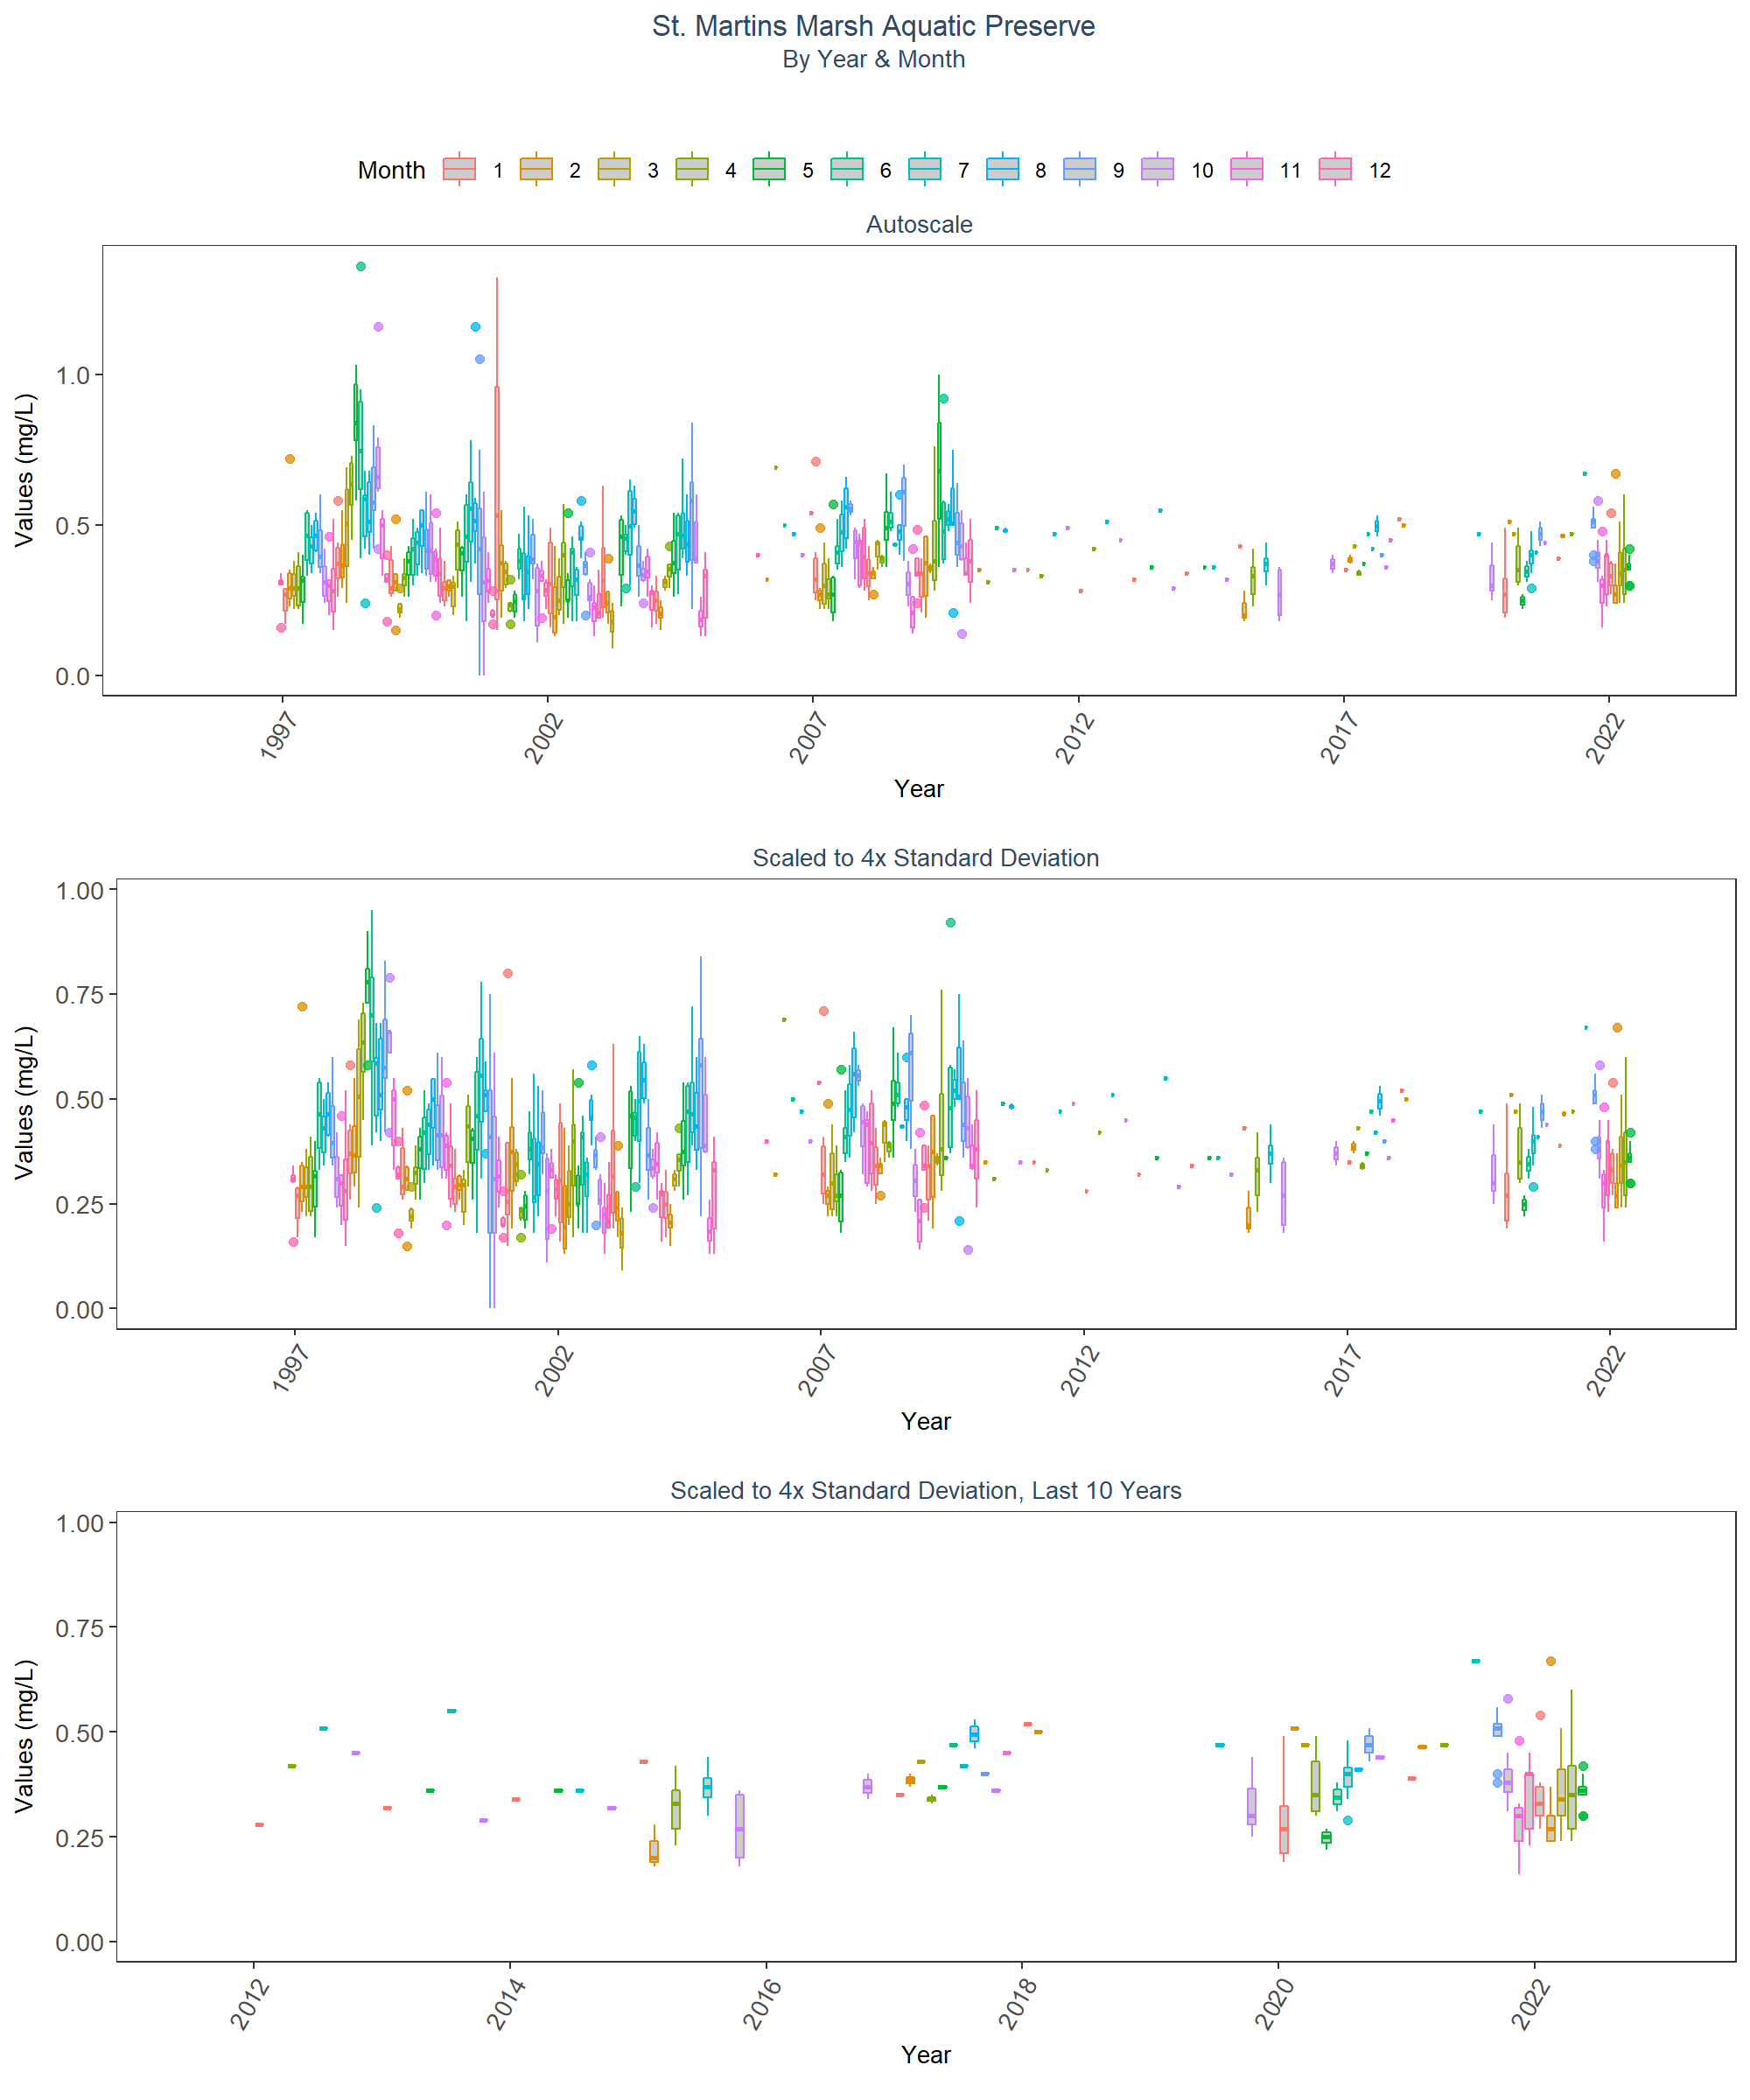 St. Martins Marsh Aquatic Preserve
By Year & Month
Month 1 2 3 4 5 6 7 8 9 10 11 12
Autoscale
Values (mg/L)
1.0
0.5
0.0
1997 2002 2007 2012 2017 2022
Year
Scaled to 4x Standard Deviation
Values (mg/L)
1.00
0.75
0.50
0.25
0.00
1997 2002 2007 2012 2017 2022
Year
Scaled to 4x Standard Deviation, Last 10 Years
Values (mg/L)
1.00
0.75
0.50
0.25
0.00
2012 2014 2016 2018 2020 2022
Year